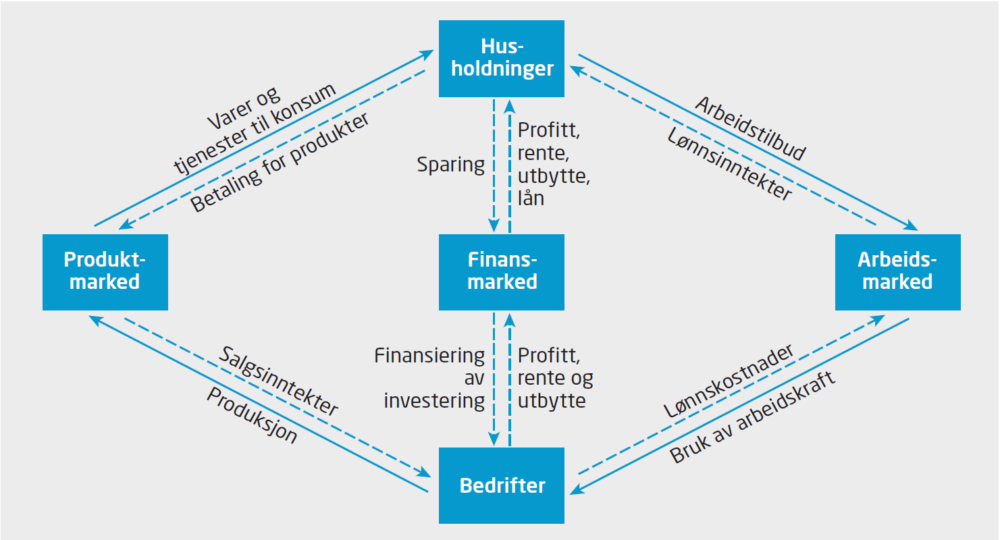 Hus-
holdninger
Varer og
tjenester til konsum
Betaling for produkter
Sparing
Profitt,
rente,
utbytte,
lån
Arbeidstilbud
Lønnsinntekter
Produkt-
marked
Finans-
marked
Arbeids-
marked
Salgsinntekter
Produksjon
Finansiering
av
investering
Profitt,
rente og
utbytte
Lønnskostnader
Bruk av arbeidskraft
Bedrifter